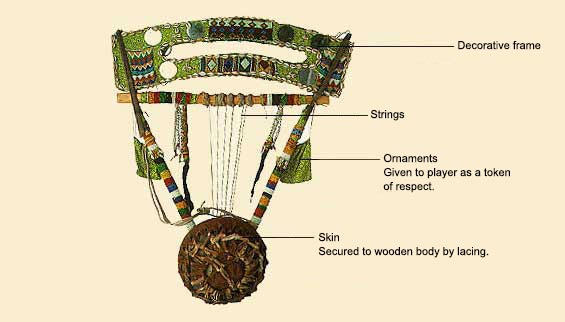 Decorative frame
Strings
Ornaments
Given to player as a token
of respect.
Skin
Secured to wooden body by lacing.